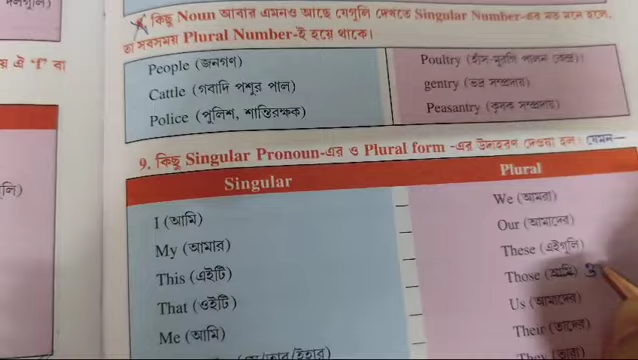 কিছু Noun আবার এমনও আছে যেগুলি দেখতে Singular Number-এর মত মনে হলে,
তা সবসময় Plural Number-ই হয়ে থাকে।
People (জনগণ)
Cattle (গবাদি পশুর পাল)
Police (পুলিশ, শান্তিরক্ষক)
Poultry (হাঁস-মুরগি পালন কেন্দ্র)।
gentry (ভদ্র সম্প্রদায়)
Peasantry (কৃষক সম্প্রদায়)
9. কিছু Singular Pronoun-এর ও Plural form -এর উদাহরণ দেওয়া হল। যেমন—
Singular
Plural
I (আমি)
We (আমরা)
My (আমার)
Our (আমাদের)
This (এইটি)
These (এইগুলি)
That (ওইটি)
Those (আমি)
Me (আমি)
Us (আমাদের)
Their (তাদের)
They (তারা)
য় ঐ "f" বা